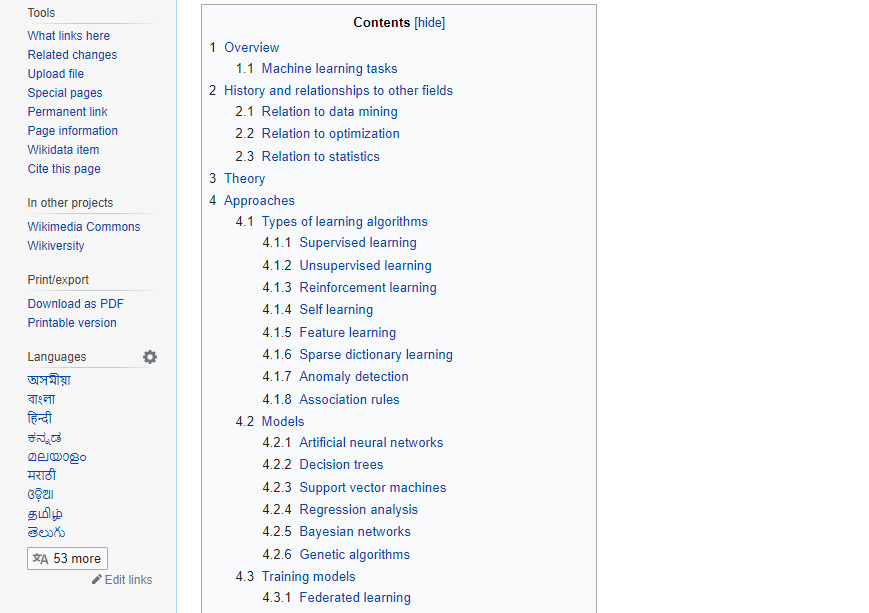 Tools
What links here
Related changes
Upload file
Special pages
Permanent link
Page information
Wikidata item
Cite this page
In other projects
Wikimedia Commons
Wikiversity
Print/export
Download as PDF
Printable version
Languages
অসমীয়া
বাংলা
हिन्दी
ಕನ್ನಡ
മലയാളം
मराठी
ଓଡ଼ିଆ
தமிழ்
తెలుగు
53 more
Edit links
Contents [hide]
1 Overview
1.1 Machine learning tasks
2 History and relationships to other fields
2.1 Relation to data mining
2.2 Relation to optimization
2.3 Relation to statistics
3 Theory
4 Approaches
4.1 Types of learning algorithms
4.1.1 Supervised learning
4.1.2 Unsupervised learning
4.1.3 Reinforcement learning
4.1.4 Self learning
4.1.5 Feature learning
4.1.6 Sparse dictionary learning
4.1.7 Anomaly detection
4.1.8 Association rules
4.2 Models
4.2.1 Artificial neural networks
4.2.2 Decision trees
4.2.3 Support vector machines
4.2.4 Regression analysis
4.2.5 Bayesian networks
4.2.6 Genetic algorithms
4.3 Training models
4.3.1 Federated learning